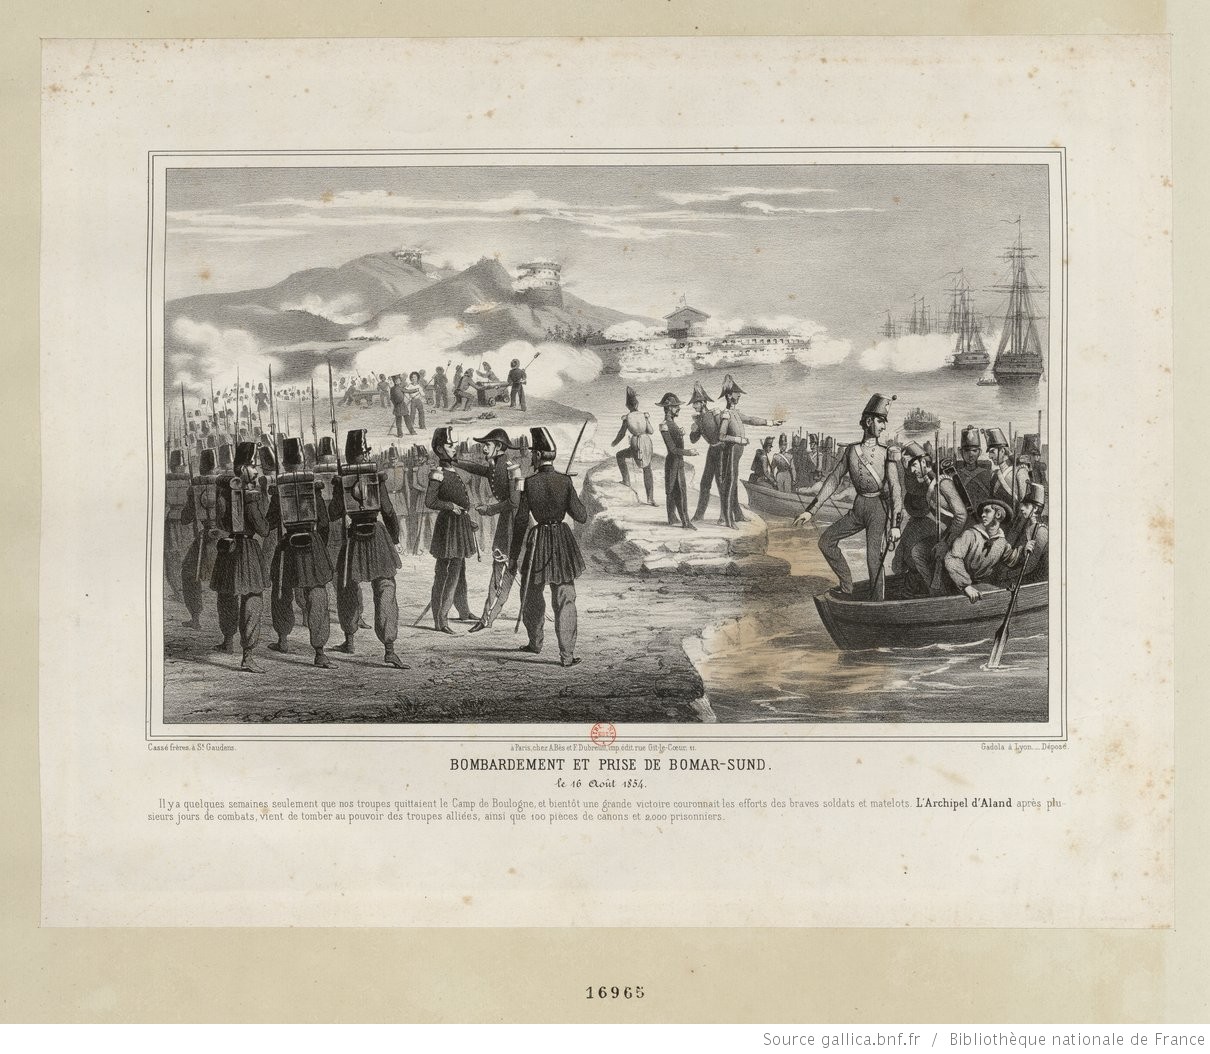 Cassé frères, à St. Gaudens.
à Paris, chez A. Bès et F. Dubreuil, imp. édit. rue Gît-le-Cœur. 11.
Gadola à Lyon. _ Déposé.
BOMBARDEMENT ET PRISE DE BOMAR-SUND.
le 16 Août 1854.
Il y a quelques semaines seulement que nos troupes quittaient le Camp de Boulogne, et bientôt une grande victoire couronnait les efforts des braves soldats et matelots. L'Archipel d'Aland après plu-
sieurs jours de combats, vient de tomber au pouvoir des troupes alliées, ainsi que 100 pièces de canons et 2,000 prisonniers.
16965
Source gallica.bnf.fr / Bibliothèque nationale de France